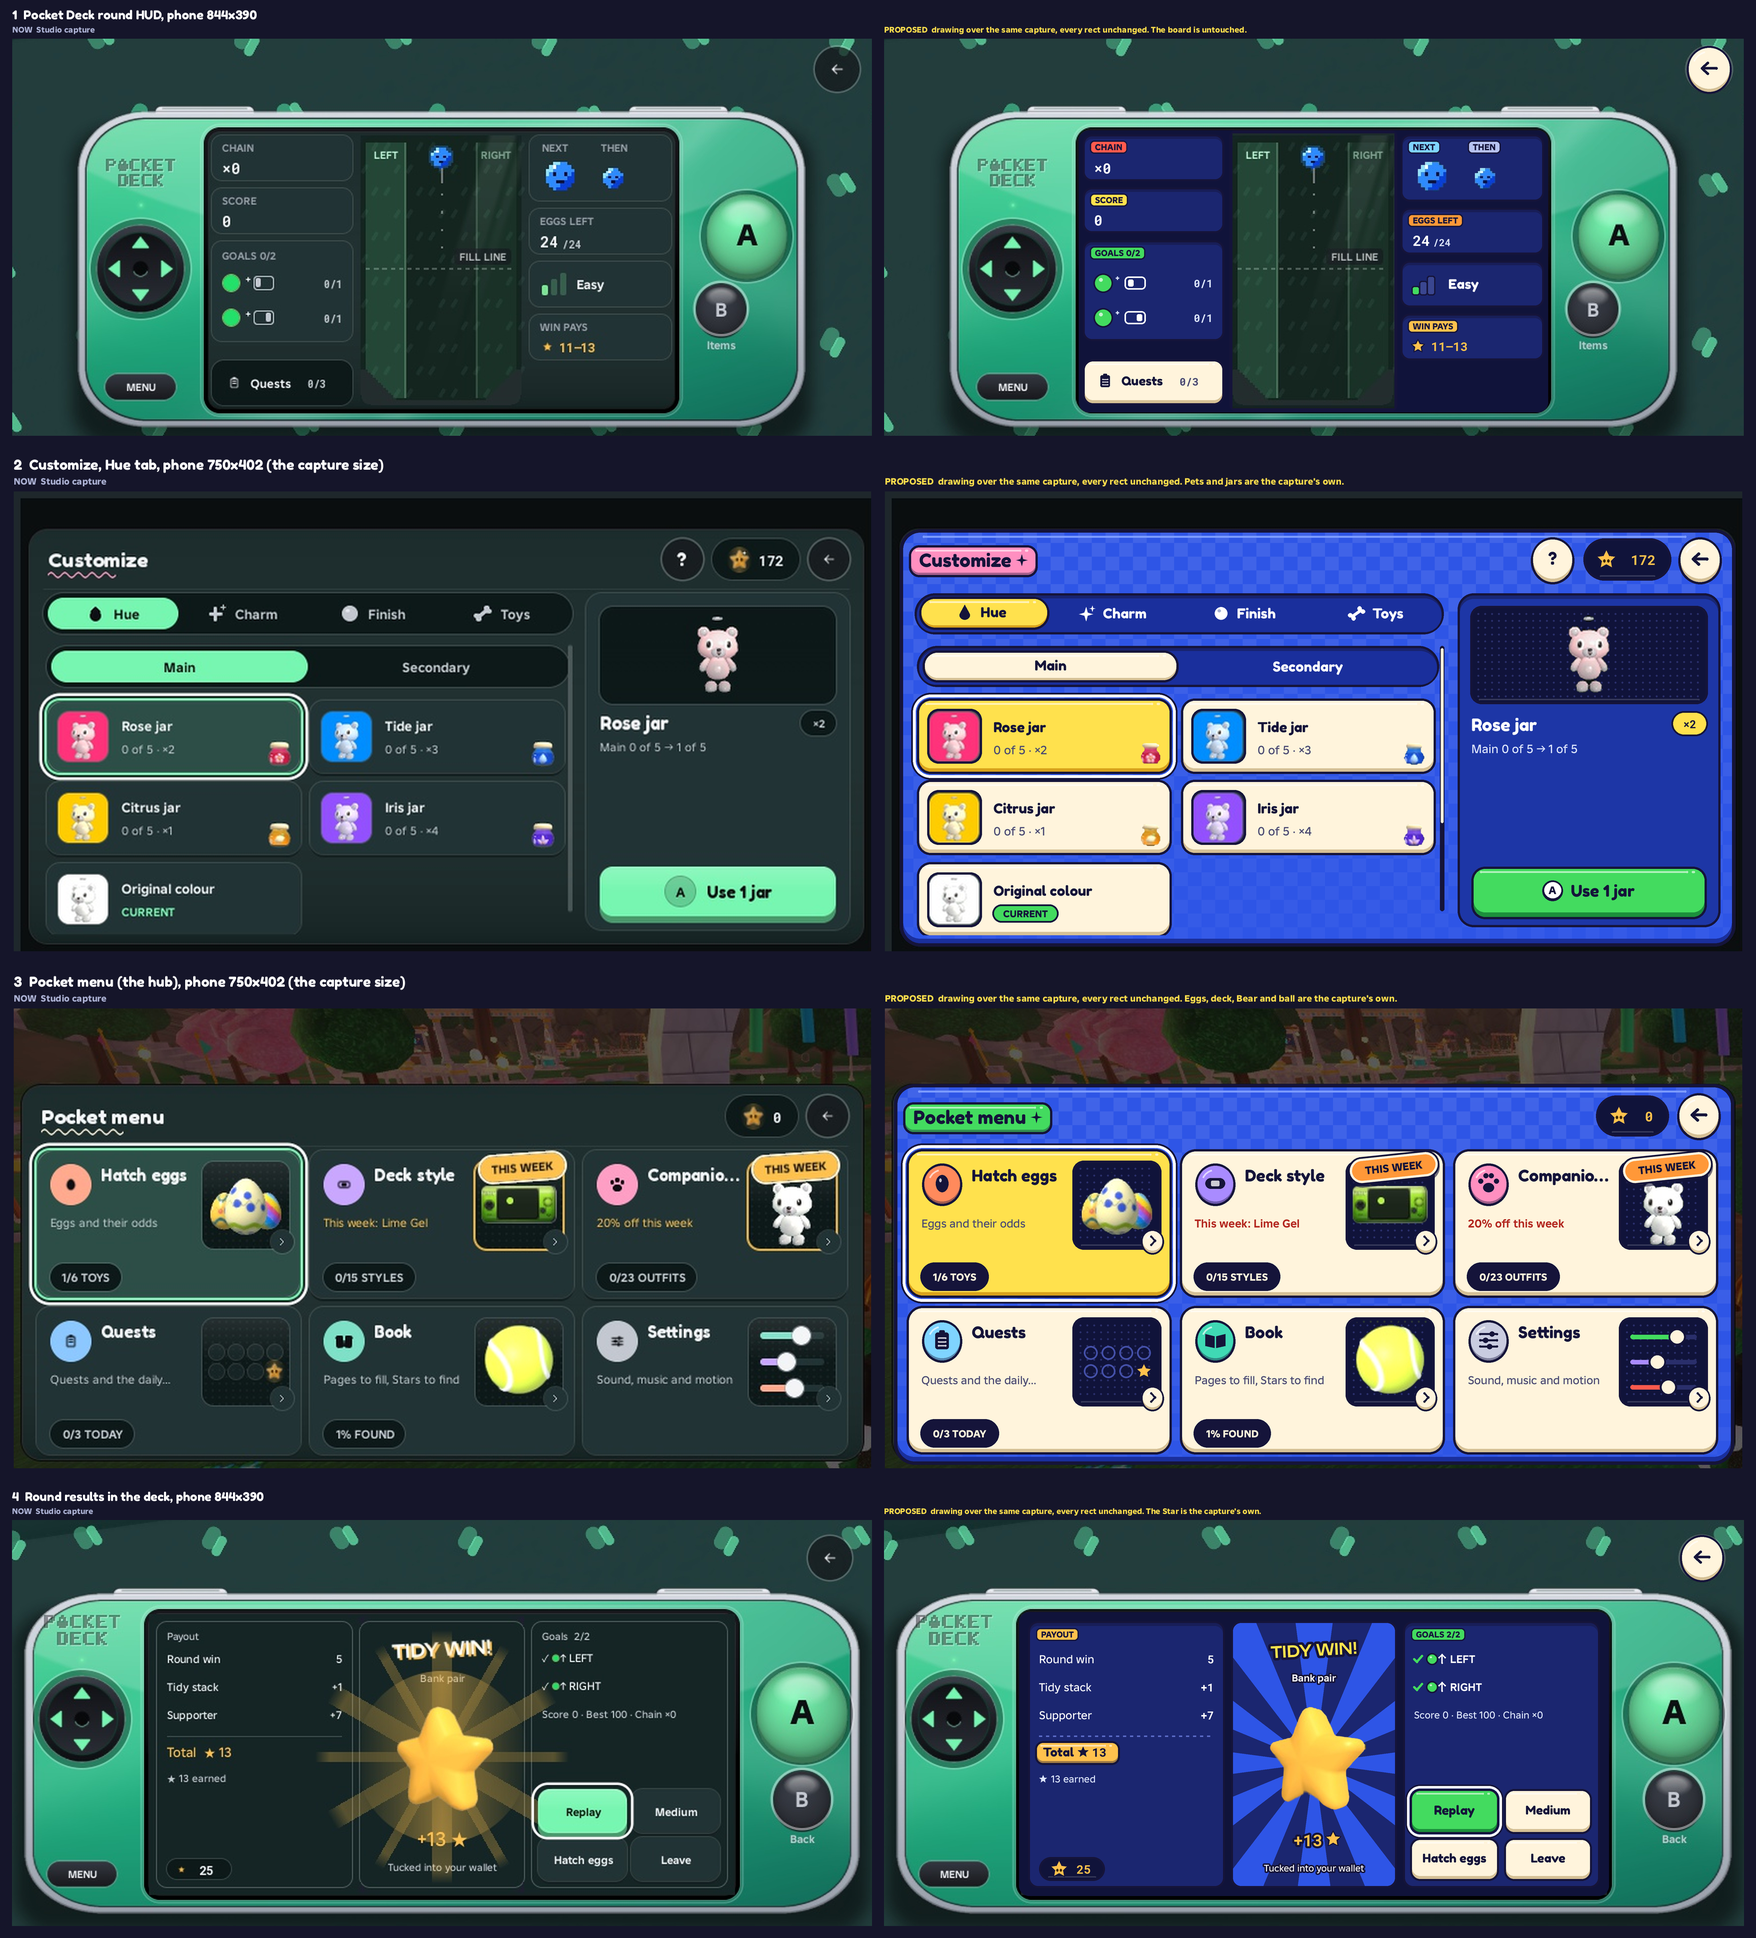 1 Pocket Deck round HUD, phone 844x390
NOW Studio capture
PROPOSED drawing over the same capture, every rect unchanged. The board is untouched.
POCKET
DECK
MENU
CHAIN
×0
SCORE
0
GOALS 0/2
0/1
0/1
Quests 0/3
LEFT
RIGHT
FILL LINE
NEXT THEN
EGGS LEFT
24 /24
Easy
WIN PAYS
11–13
A
B
Items
POCKET
DECK
MENU
CHAIN
×0
SCORE
0
GOALS 0/2
0/1
0/1
Quests 0/3
LEFT
RIGHT
FILL LINE
NEXT THEN
EGGS LEFT
24 /24
Easy
WIN PAYS
11–13
A
B
Items
2 Customize, Hue tab, phone 750x402 (the capture size)
NOW Studio capture
PROPOSED drawing over the same capture, every rect unchanged. Pets and jars are the capture's own.
Customize
? 172
Hue Charm Finish Toys
Main Secondary
Rose jar
0 of 5 · ×2
Tide jar
0 of 5 · ×3
Citrus jar
0 of 5 · ×1
Iris jar
0 of 5 · ×4
Original colour
CURRENT
Rose jar ×2
Main 0 of 5 → 1 of 5
A Use 1 jar
Customize
? 172
Hue Charm Finish Toys
Main Secondary
Rose jar
0 of 5 · ×2
Tide jar
0 of 5 · ×3
Citrus jar
0 of 5 · ×1
Iris jar
0 of 5 · ×4
Original colour
CURRENT
Rose jar ×2
Main 0 of 5 → 1 of 5
A Use 1 jar
3 Pocket menu (the hub), phone 750x402 (the capture size)
NOW Studio capture
PROPOSED drawing over the same capture, every rect unchanged. Eggs, deck, Bear and ball are the capture's own.
Pocket menu
0
Hatch eggs
Eggs and their odds
1/6 TOYS
Deck style
THIS WEEK
This week: Lime Gel
0/15 STYLES
Companio...
THIS WEEK
20% off this week
0/23 OUTFITS
Quests
Quests and the daily...
0/3 TODAY
Book
Pages to fill, Stars to find
1% FOUND
Settings
Sound, music and motion
Pocket menu
0
Hatch eggs
Eggs and their odds
1/6 TOYS
Deck style
THIS WEEK
This week: Lime Gel
0/15 STYLES
Companio...
THIS WEEK
20% off this week
0/23 OUTFITS
Quests
Quests and the daily...
0/3 TODAY
Book
Pages to fill, Stars to find
1% FOUND
Settings
Sound, music and motion
4 Round results in the deck, phone 844x390
NOW Studio capture
PROPOSED drawing over the same capture, every rect unchanged. The Star is the capture's own.
POCKET
DECK
MENU
Payout
Round win 5
Tidy stack +1
Supporter +7
Total ★ 13
★ 13 earned
25
TIDY WIN!
Bank pair
+13 ★
Tucked into your wallet
Goals 2/2
✓ ↑ LEFT
✓ ↑ RIGHT
Score 0 · Best 100 · Chain ×0
Replay Medium
Hatch eggs Leave
A
B
Back
POCKET
DECK
MENU
PAYOUT
Round win 5
Tidy stack +1
Supporter +7
Total ★ 13
★ 13 earned
25
TIDY WIN!
Bank pair
+13 ★
Tucked into your wallet
GOALS 2/2
✓ ↑ LEFT
✓ ↑ RIGHT
Score 0 · Best 100 · Chain ×0
Replay Medium
Hatch eggs Leave
A
B
Back